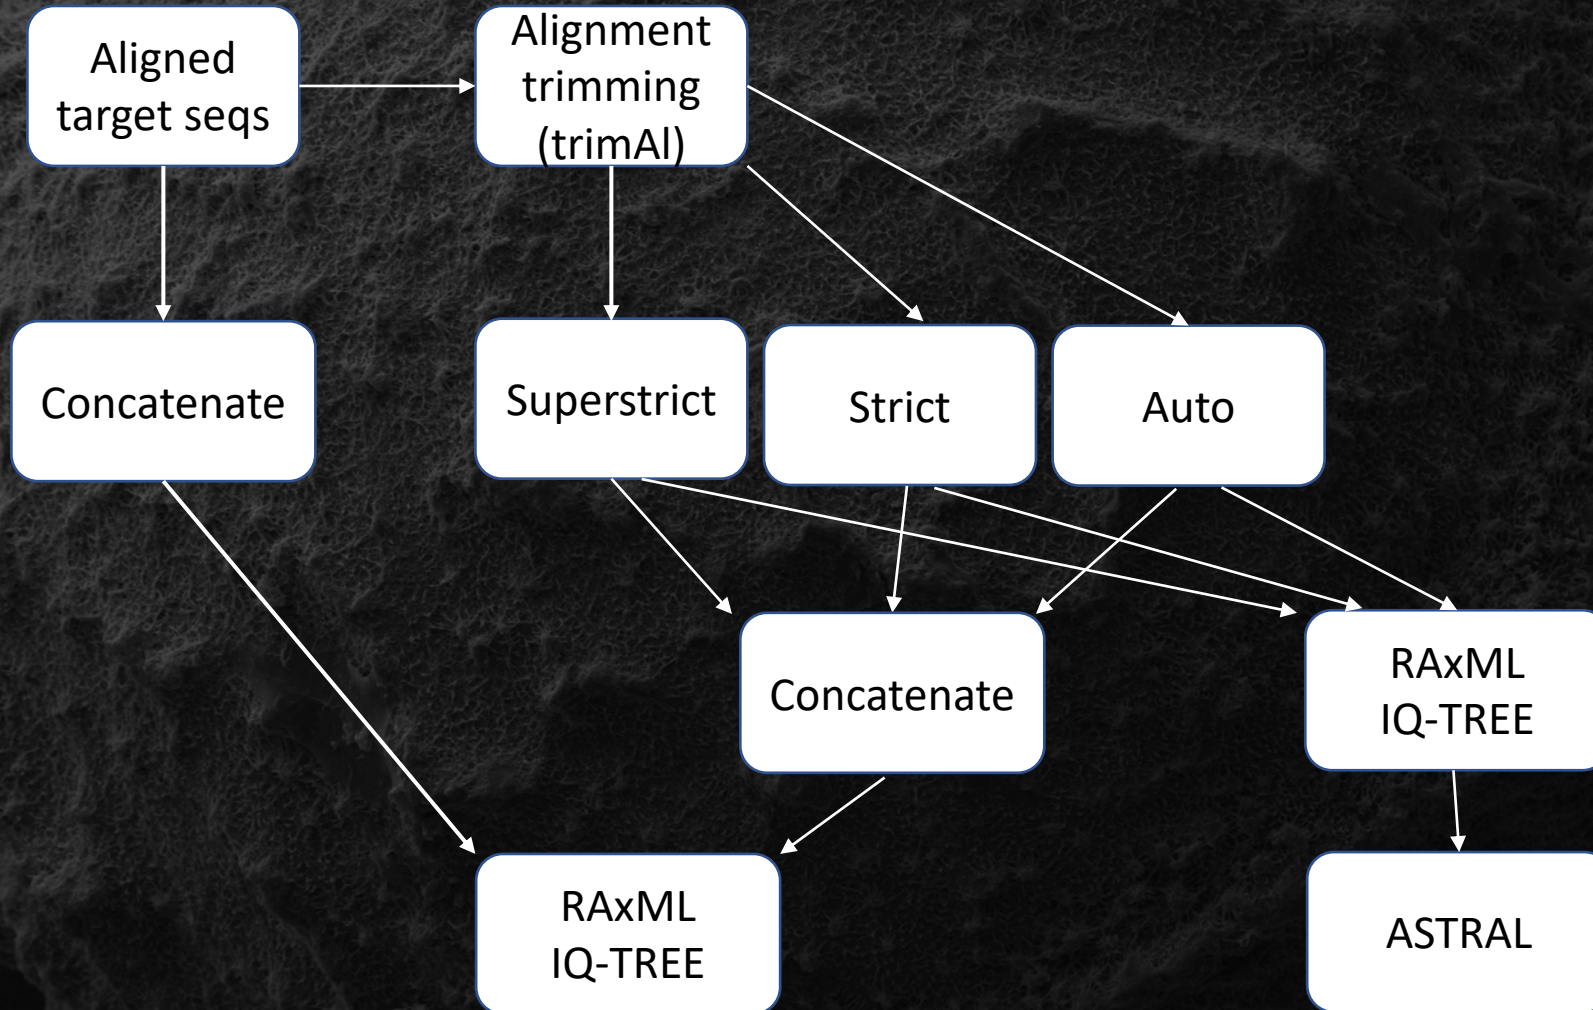 Aligned
target seqs
Alignment
trimming
(trimAl)
Concatenate
Superstrict
Strict
Auto
Concatenate
RAxML
IQ-TREE
RAxML
IQ-TREE
ASTRAL